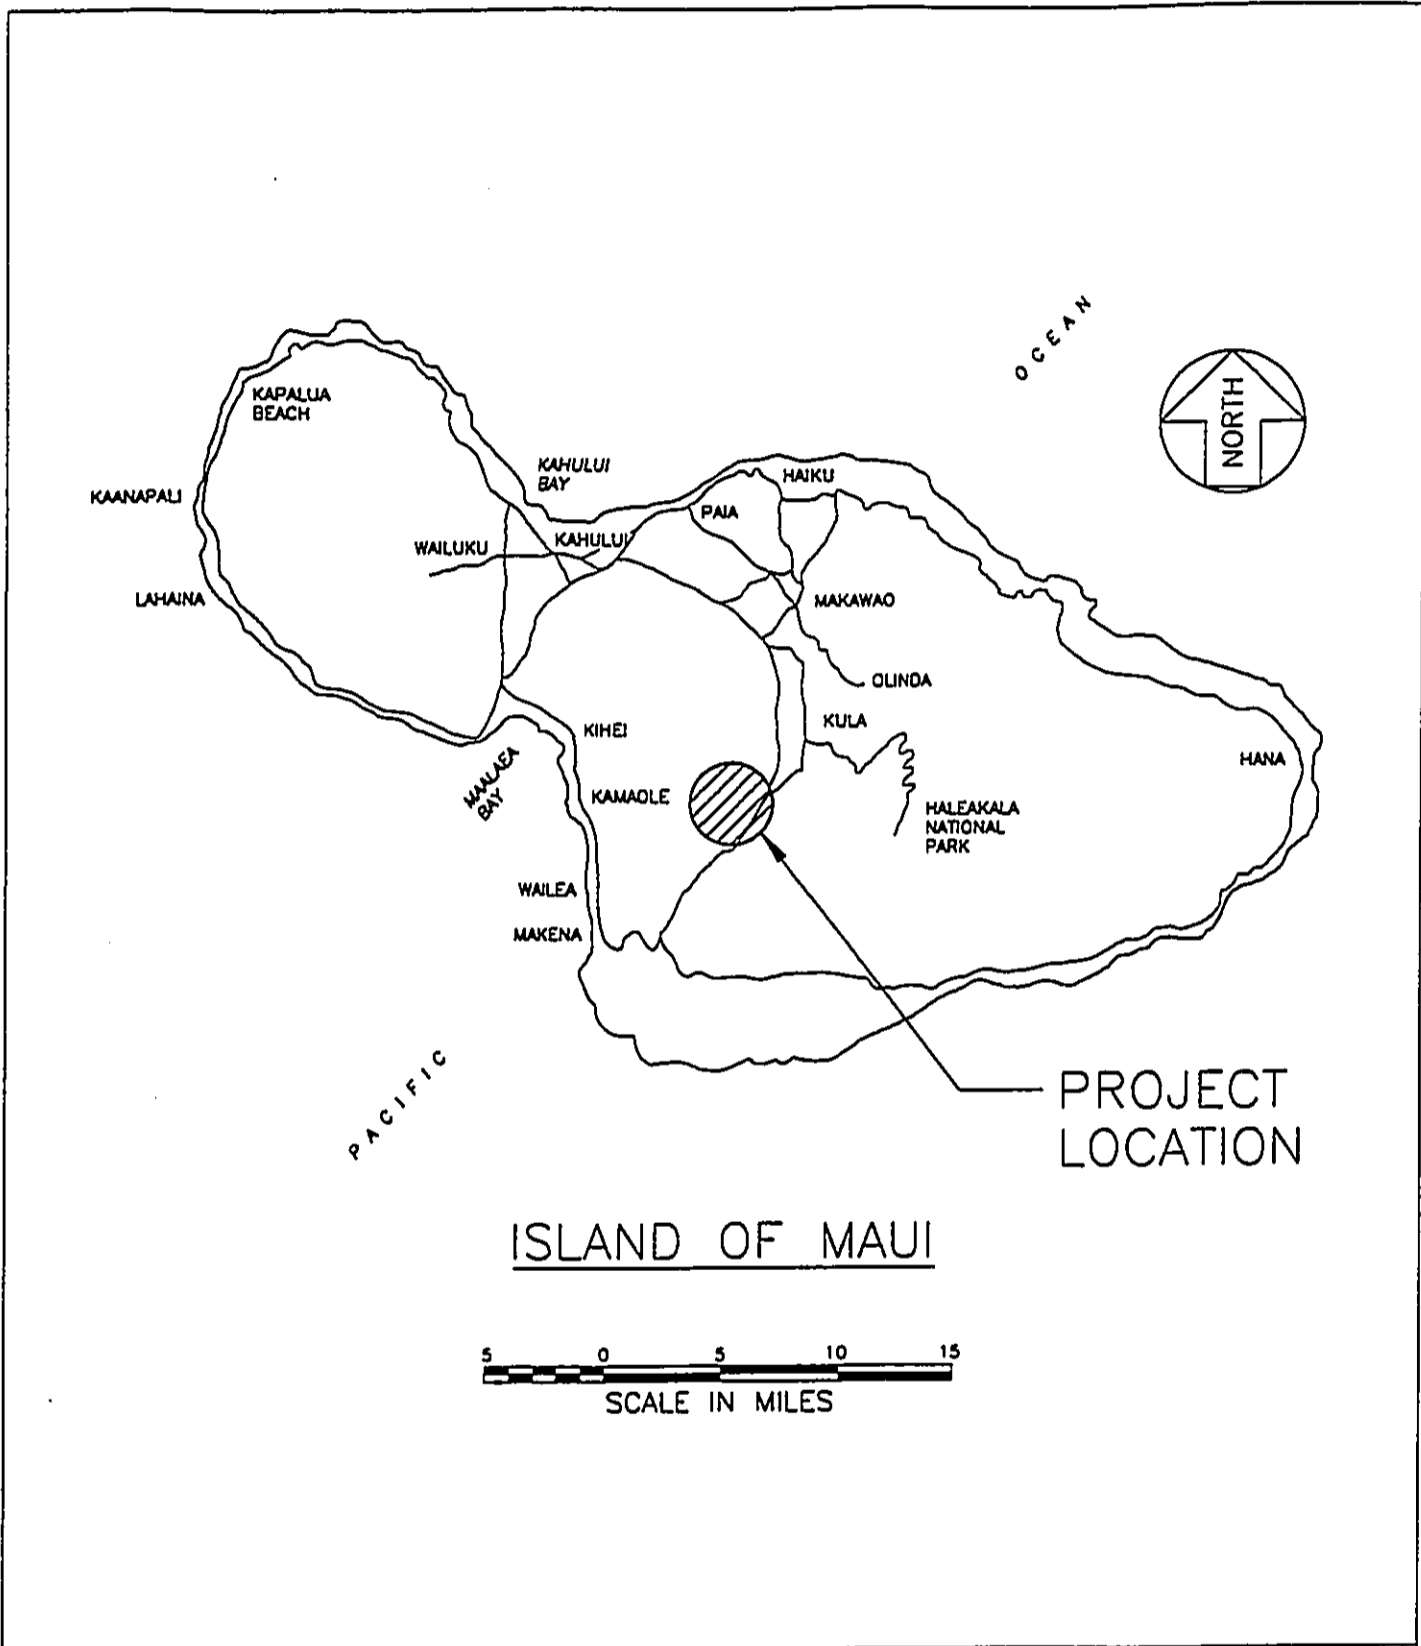 OCEAN
NORTH
KAPALUA
BEACH
KAHULUI
BAY
HAIKU
KAANAPALI
PAIA
KAHULUI
WAILUKU
LAHAINA
MAKAWAO
OLINDA
KULA
KIHEI
HANA
MAALAEA
BAY
KAMAOLE
HALEAKALA
NATIONAL
PARK
WAILEA
MAKENA
PACIFIC
PROJECT
LOCATION
ISLAND OF MAUI
5 0 5 10 15
SCALE IN MILES